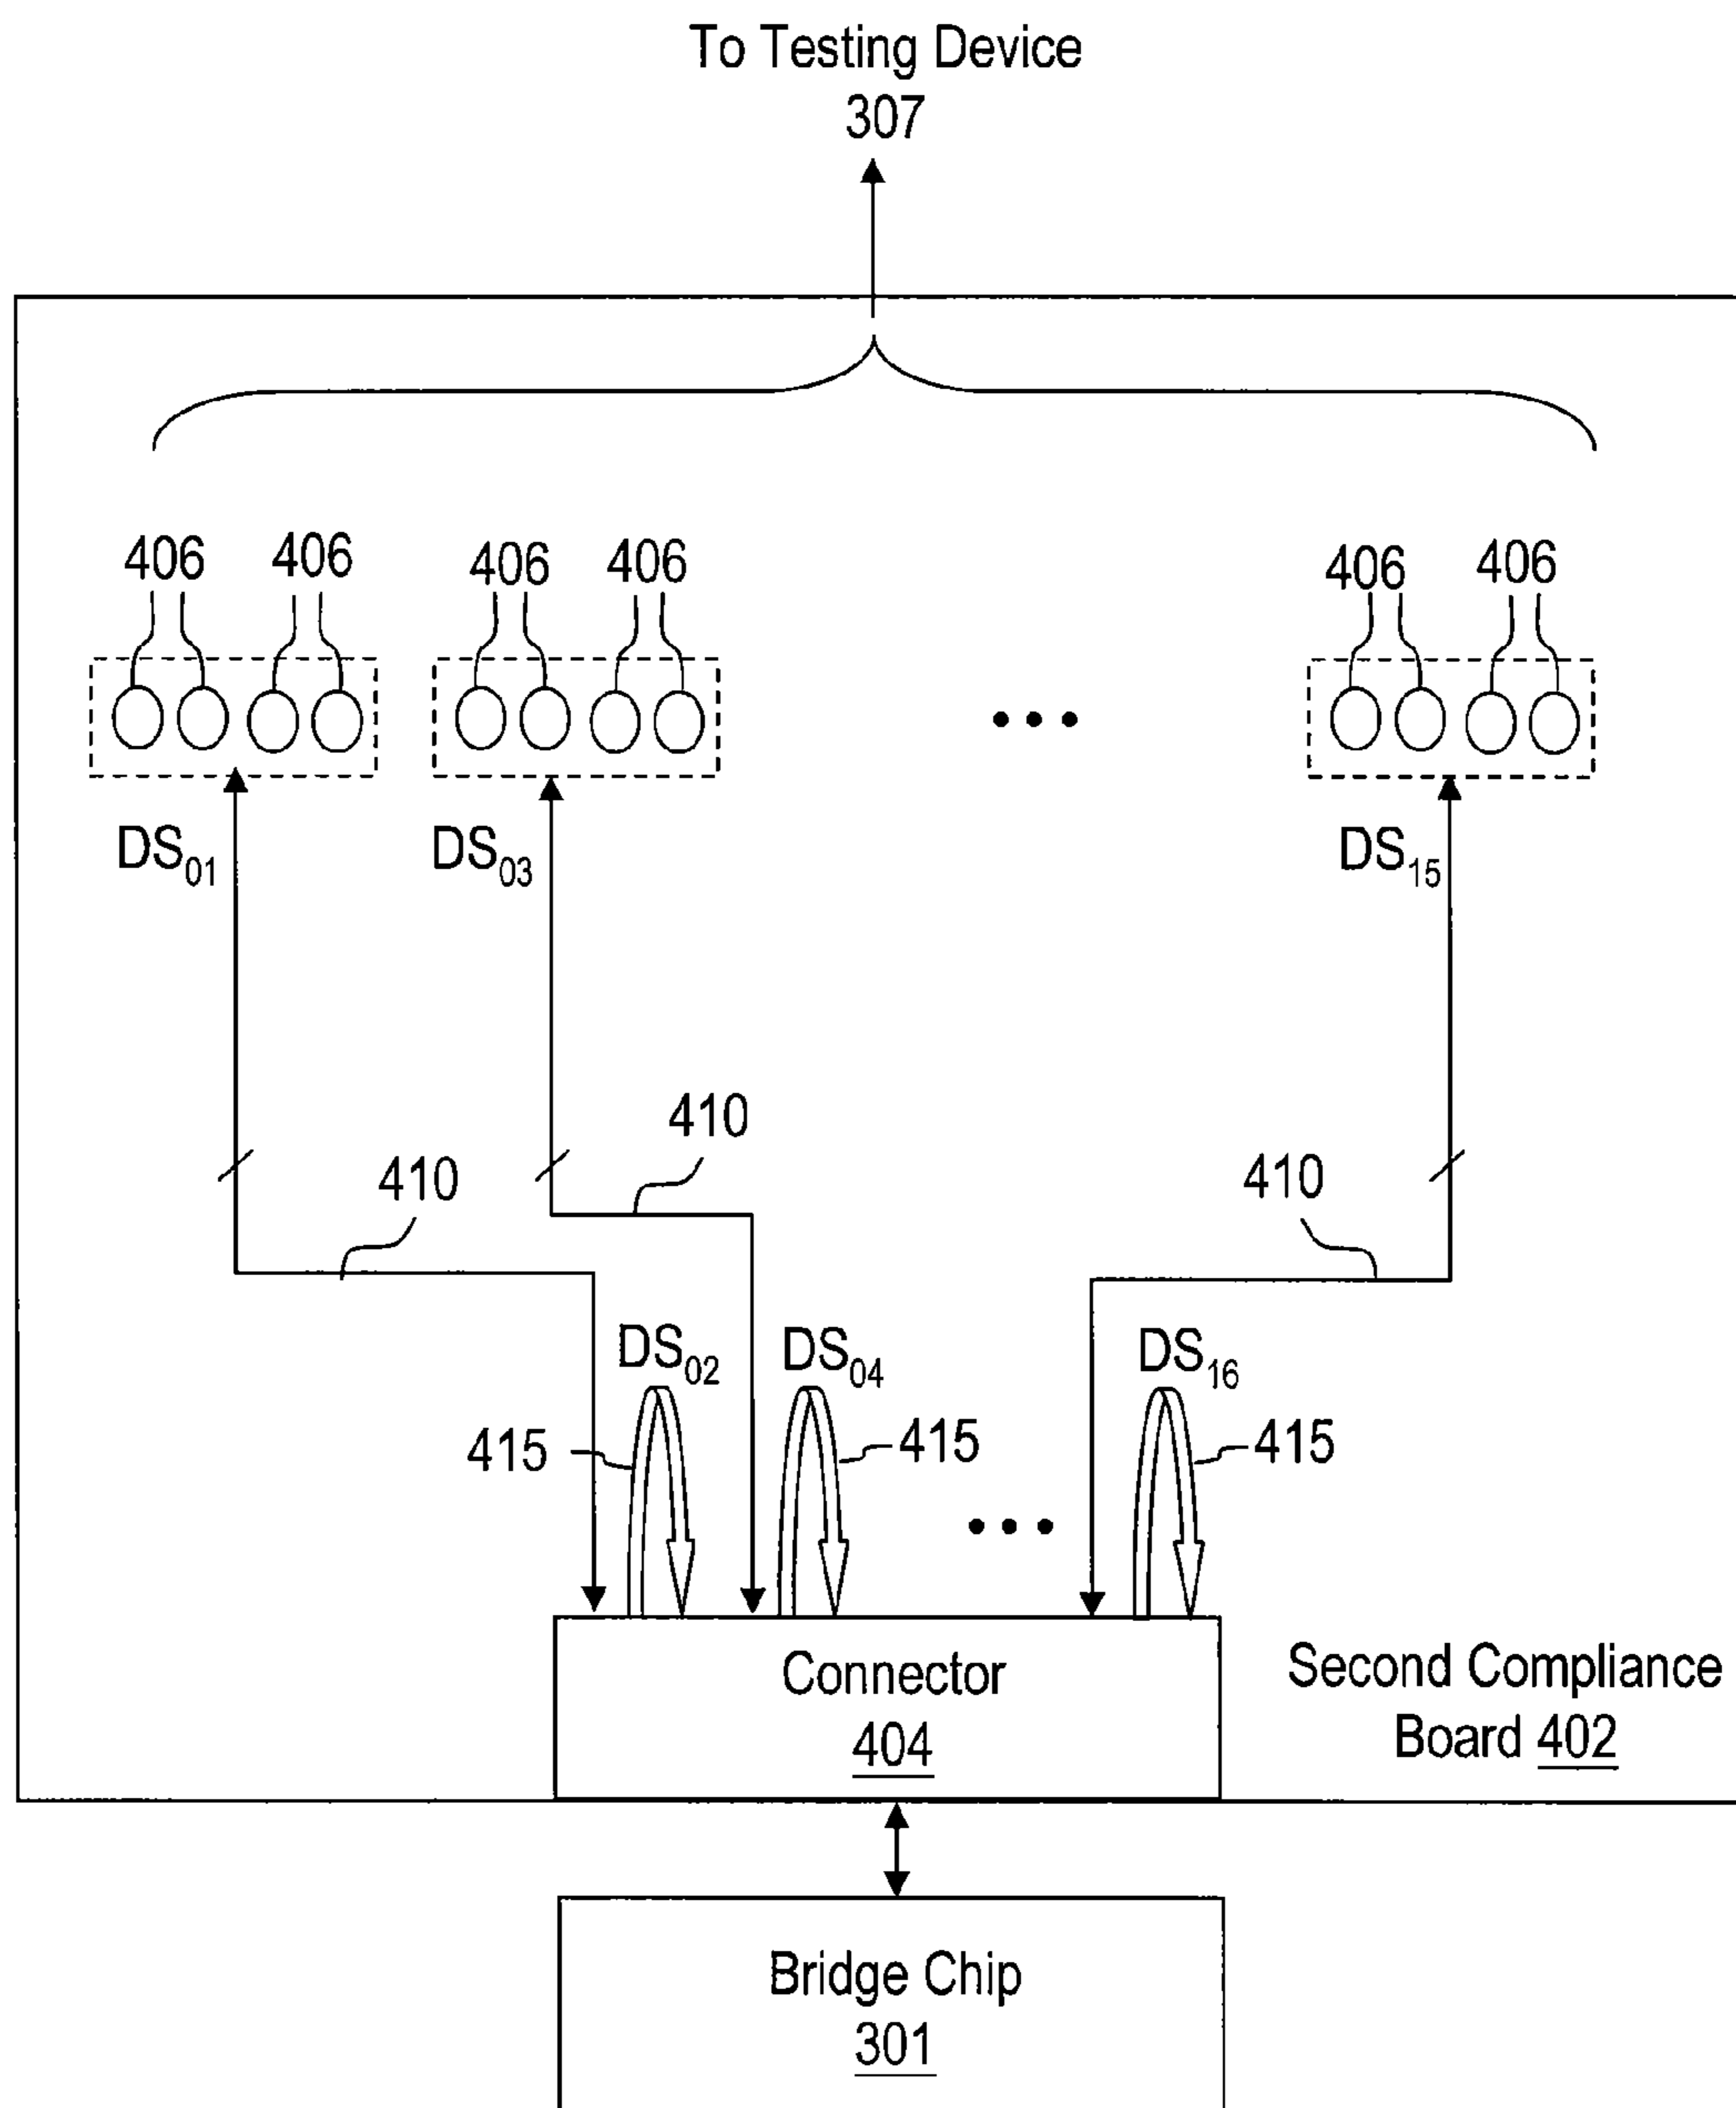 To Testing Device
307
406 406 406 406 406 406
DS01 DS03 DS15
410
410 410
DS02 DS04 DS16
415 415 415
Connector
404
Second Compliance
Board 402
Bridge Chip
301